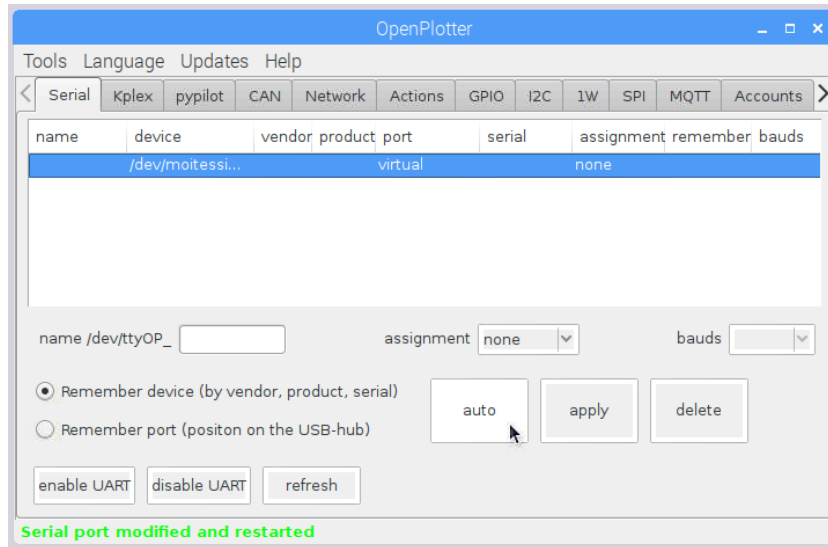 OpenPlotter
Tools Language Updates Help
Serial Kplex pypilot CAN Network Actions GPIO I2C 1W SPI MQTT Accounts
name device vendor product port serial assignment remember bauds
/dev/moitessi... virtual none
name /dev/ttyOP_ assignment none bauds
Remember device (by vendor, product, serial)
auto apply delete
Remember port (positon on the USB-hub)
enable UART disable UART refresh
Serial port modified and restarted